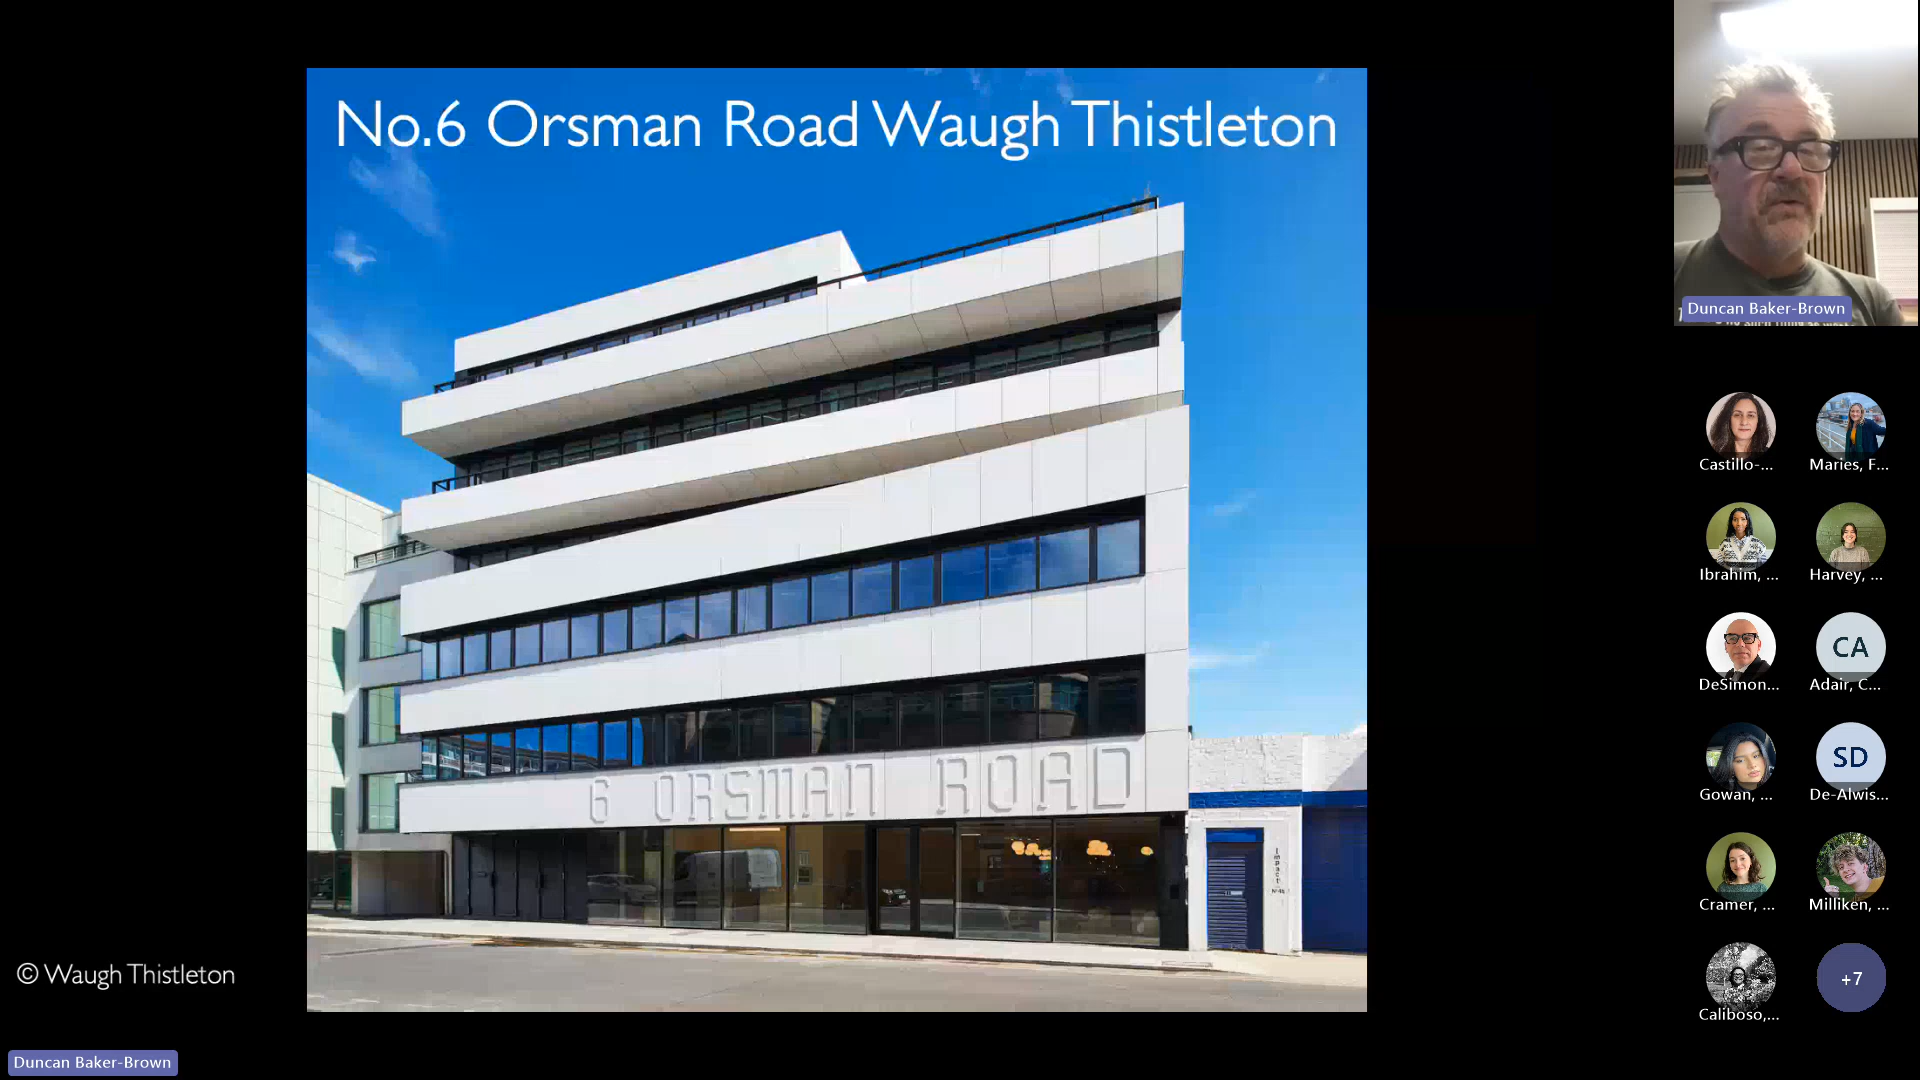 No.6 Orsman Road Waugh Thistleton
6 ORSMAN ROAD
Impact
© Waugh Thistleton
Duncan Baker-Brown
Duncan Baker-Brown
Castillo-...
Maries, F...
Ibrahim, ...
Harvey, ...
DeSimon...
CA
Adair, C...
Gowan, ...
SD
De-Alwis...
Cramer, ...
Milliken, ...
Caliboso,...
+7